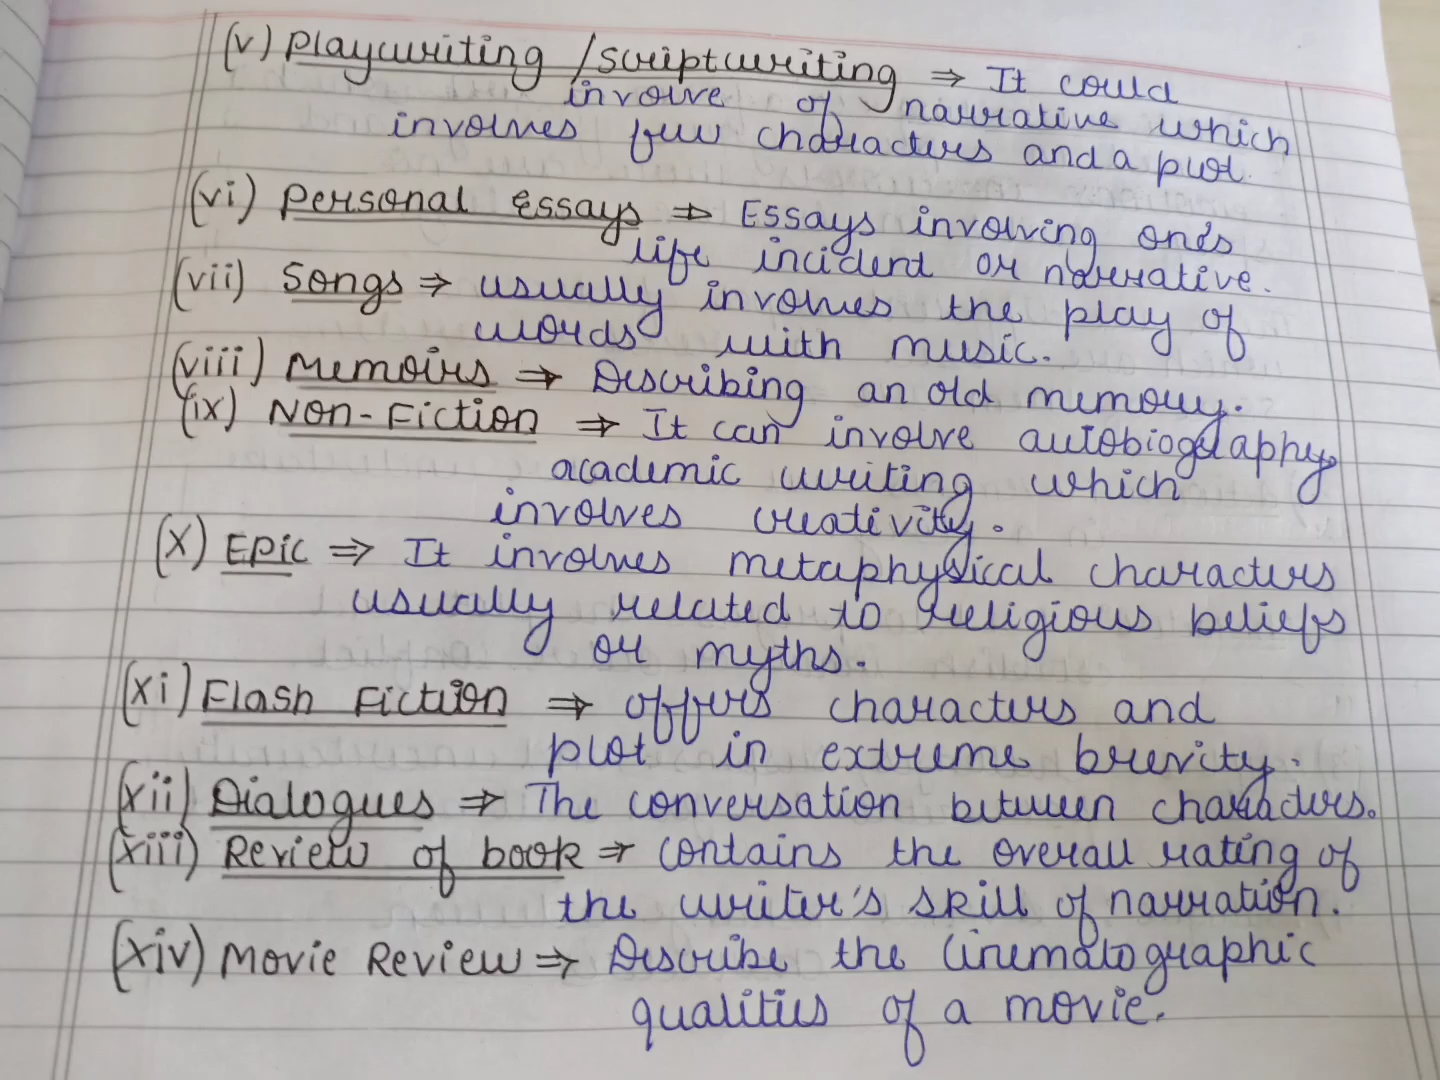 (v) Playwriting /scriptwriting ⇒ It could
involve of narrative which
involves few characters and a plot.
(vi) Personal Essays ⇒ Essays involving one's
life incident or narrative.
(vii) Songs ⇒ usually involves the play of
words with music.
(viii) Memoirs ⇒ Describing an old memory.
(ix) Non-Fiction ⇒ It can involve autobiography,
academic writing which
involves creativity.
(X) Epic ⇒ It involves metaphysical characters
usually related to religious beliefs
or myths.
(xi) Flash Fiction ⇒ offers characters and
plot in extreme brevity.
(xii) Dialogues ⇒ The conversation between characters.
(xiii) Review of book ⇒ contains the overall rating of
the writer's skill of narration.
(xiv) Movie Review ⇒ Describe the Cinematographic
qualities of a movie.